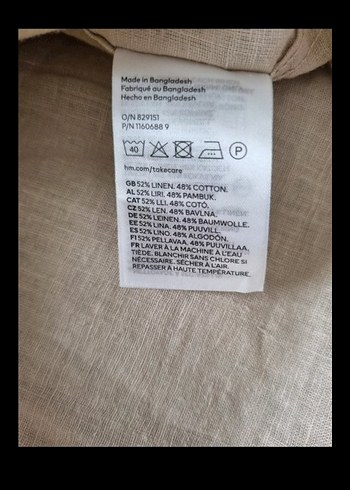 Made in Bangladesh
Fabriqué au Bangladesh
Hecho en Bangladesh
O/N 829151
P/N 1160688 9
40
P
hm.com/takecare
GB 52% LINEN, 48% COTTON.
AL 52% LIRI, 48% PAMBUK.
CAT 52% LLI, 48% COTÓ.
CZ 52% LEN, 48% BAVLNA.
DE 52% LEINEN, 48% BAUMWOLLE.
EE 52% LINA, 48% PUUVILL.
ES 52% LINO, 48% ALGODÓN.
FI 52% PELLAVAA, 48% PUUVILLAA.
FR LAVER À LA MACHINE À L'EAU
TIÈDE. BLANCHIR SANS CHLORE SI
NÉCESSAIRE. SÉCHER À L'AIR.
REPASSER À HAUTE TEMPÉRATURE.